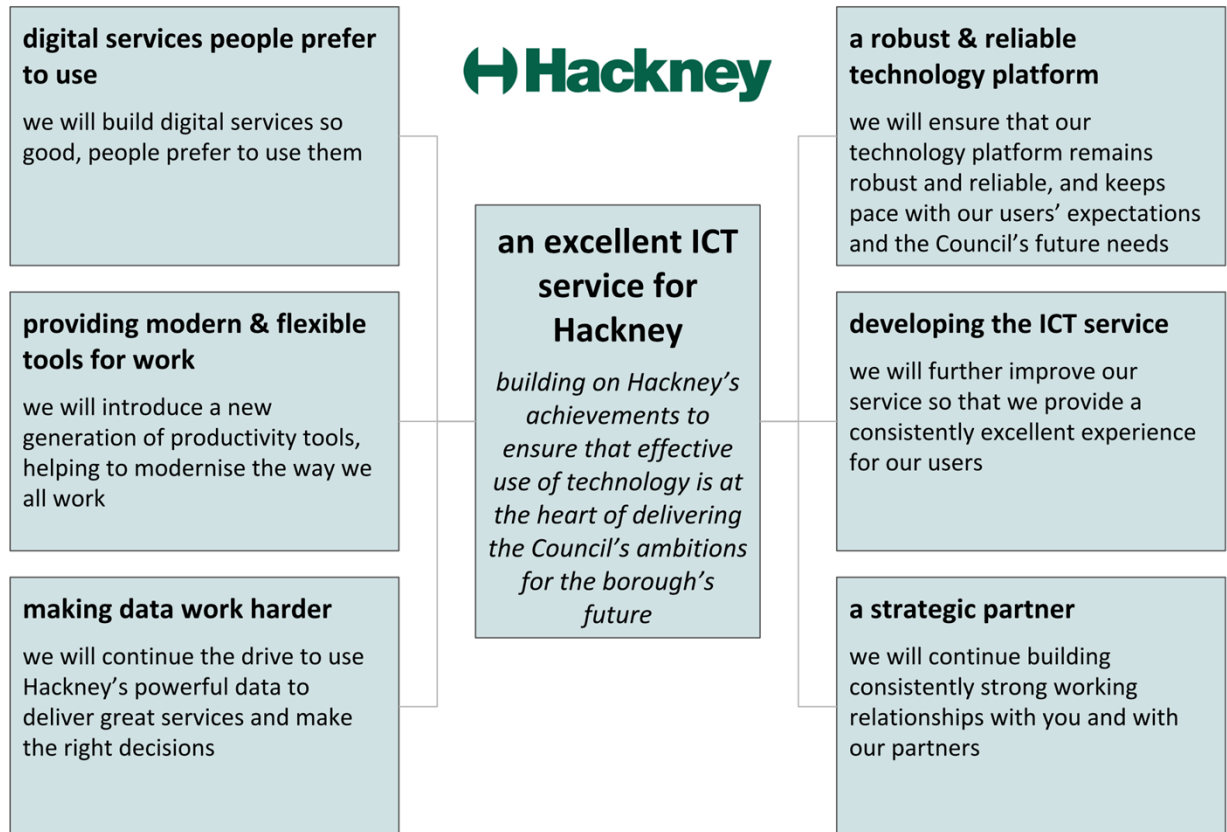 digital services people prefer
to use
we will build digital services so
good, people prefer to use them
providing modern & flexible
tools for work
we will introduce a new
generation of productivity tools,
helping to modernise the way we
all work
making data work harder
we will continue the drive to use
Hackney’s powerful data to
deliver great services and make
the right decisions
Hackney
an excellent ICT
service for
Hackney
building on Hackney’s
achievements to
ensure that effective
use of technology is at
the heart of delivering
the Council’s ambitions
for the borough’s
future
a robust & reliable
technology platform
we will ensure that our
technology platform remains
robust and reliable, and keeps
pace with our users’ expectations
and the Council’s future needs
developing the ICT service
we will further improve our
service so that we provide a
consistently excellent experience
for our users
a strategic partner
we will continue building
consistently strong working
relationships with you and with
our partners